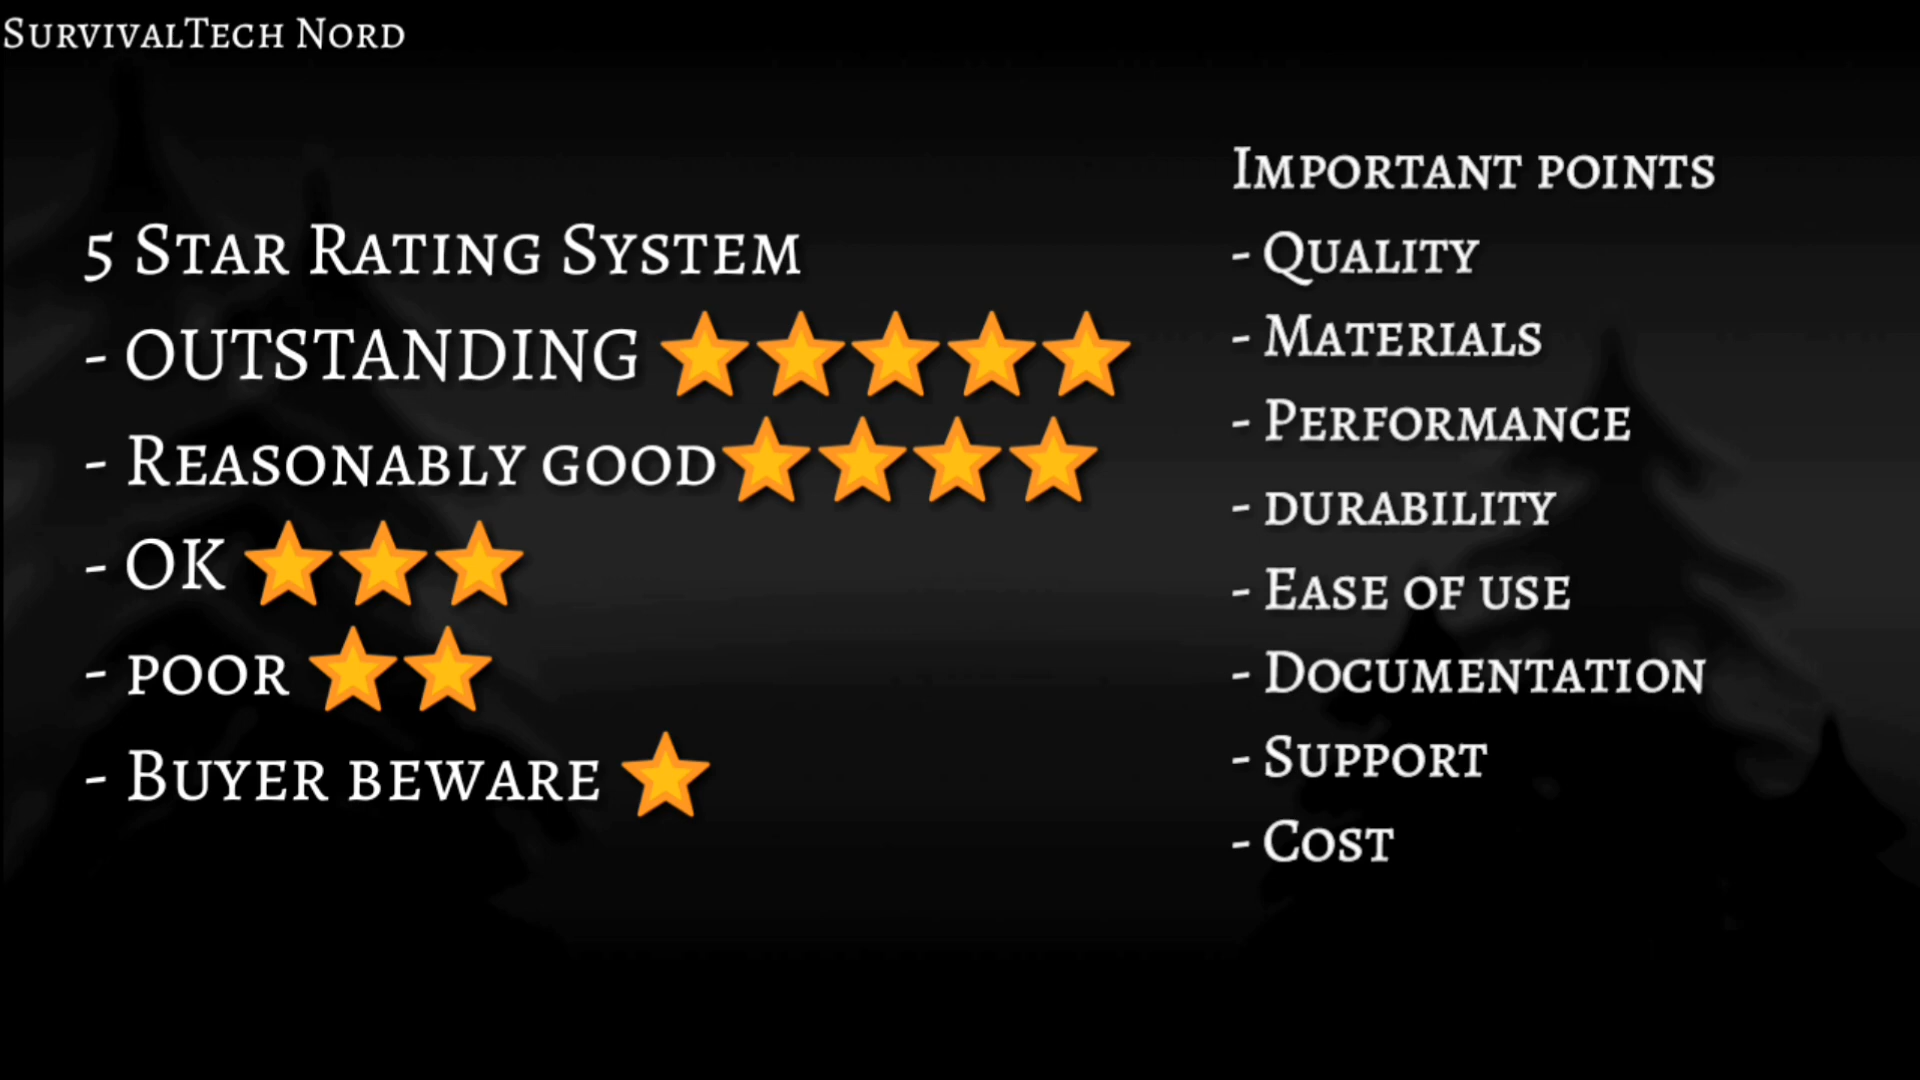 SurvivalTech Nord
5 Star Rating System
- OUTSTANDING ⭐⭐⭐⭐⭐
- Reasonably good⭐⭐⭐⭐
- OK ⭐⭐⭐
- poor ⭐⭐
- Buyer beware ⭐
Important points
- Quality
- Materials
- Performance
- durability
- Ease of use
- Documentation
- Support
- Cost